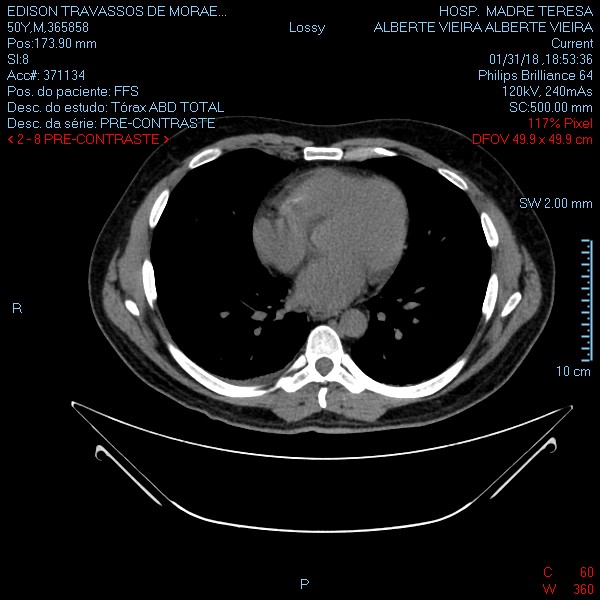 EDISON TRAVASSOS DE MORAE...
50Y,M,365858
Pos:173.90 mm
Sl:8
Acc#: 371134
Pos. do paciente: FFS
Desc. do estudo: Tórax ABD TOTAL
Desc. da série: PRE-CONTRASTE
< 2 - 8 PRE-CONTRASTE >
Lossy
HOSP. MADRE TERESA
ALBERTE VIEIRA ALBERTE VIEIRA
Current
01/31/18 ,18:53:36
Philips Brilliance 64
120kV, 240mAs
SC:500.00 mm
117% Pixel
DFOV 49.9 x 49.9 cm
SW 2.00 mm
R
10 cm
P
C 60
W 360